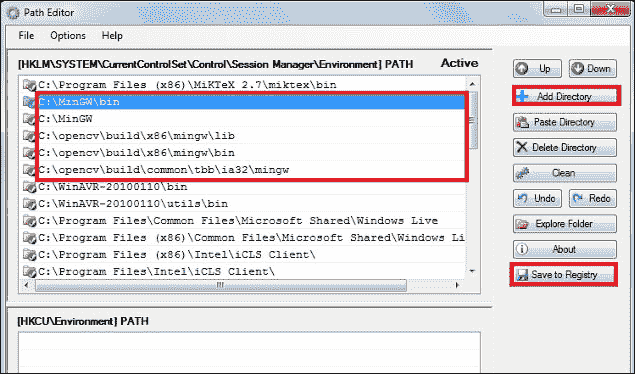 Path Editor
File Options Help
[HKLM\SYSTEM\CurrentControlSet\Control\Session Manager\Environment] PATH Active
C:\Program Files (x86)\MiKTeX 2.7\miktex\bin
C:\MinGW\bin
C:\MinGW
C:\opencv\build\x86\mingw\lib
C:\opencv\build\x86\mingw\bin
C:\opencv\build\common\tbb\ia32\mingw
C:\WinAVR-20100110\bin
C:\WinAVR-20100110\utils\bin
C:\Program Files\Common Files\Microsoft Shared\Windows Live
C:\Program Files (x86)\Common Files\Microsoft Shared\Windows Li
C:\Program Files (x86)\Intel\iCLS Client\
C:\Program Files\Intel\iCLS Client\
Up Down
Add Directory
Paste Directory
Delete Directory
Clean
Undo Redo
Explore Folder
About
Save to Registry
[HKCU\Environment] PATH